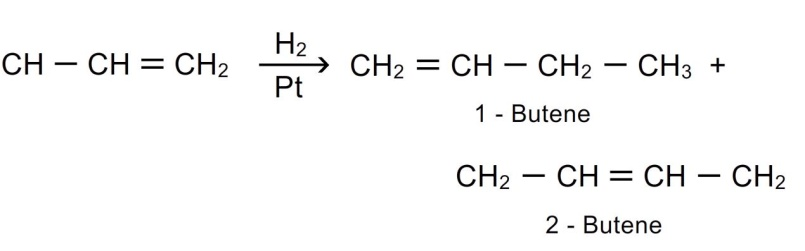 CH – CH = CH₂ H₂ Pt CH₂ = CH – CH₂ – CH₃ +
1 - Butene
CH₂ – CH = CH – CH₂
2 - Butene